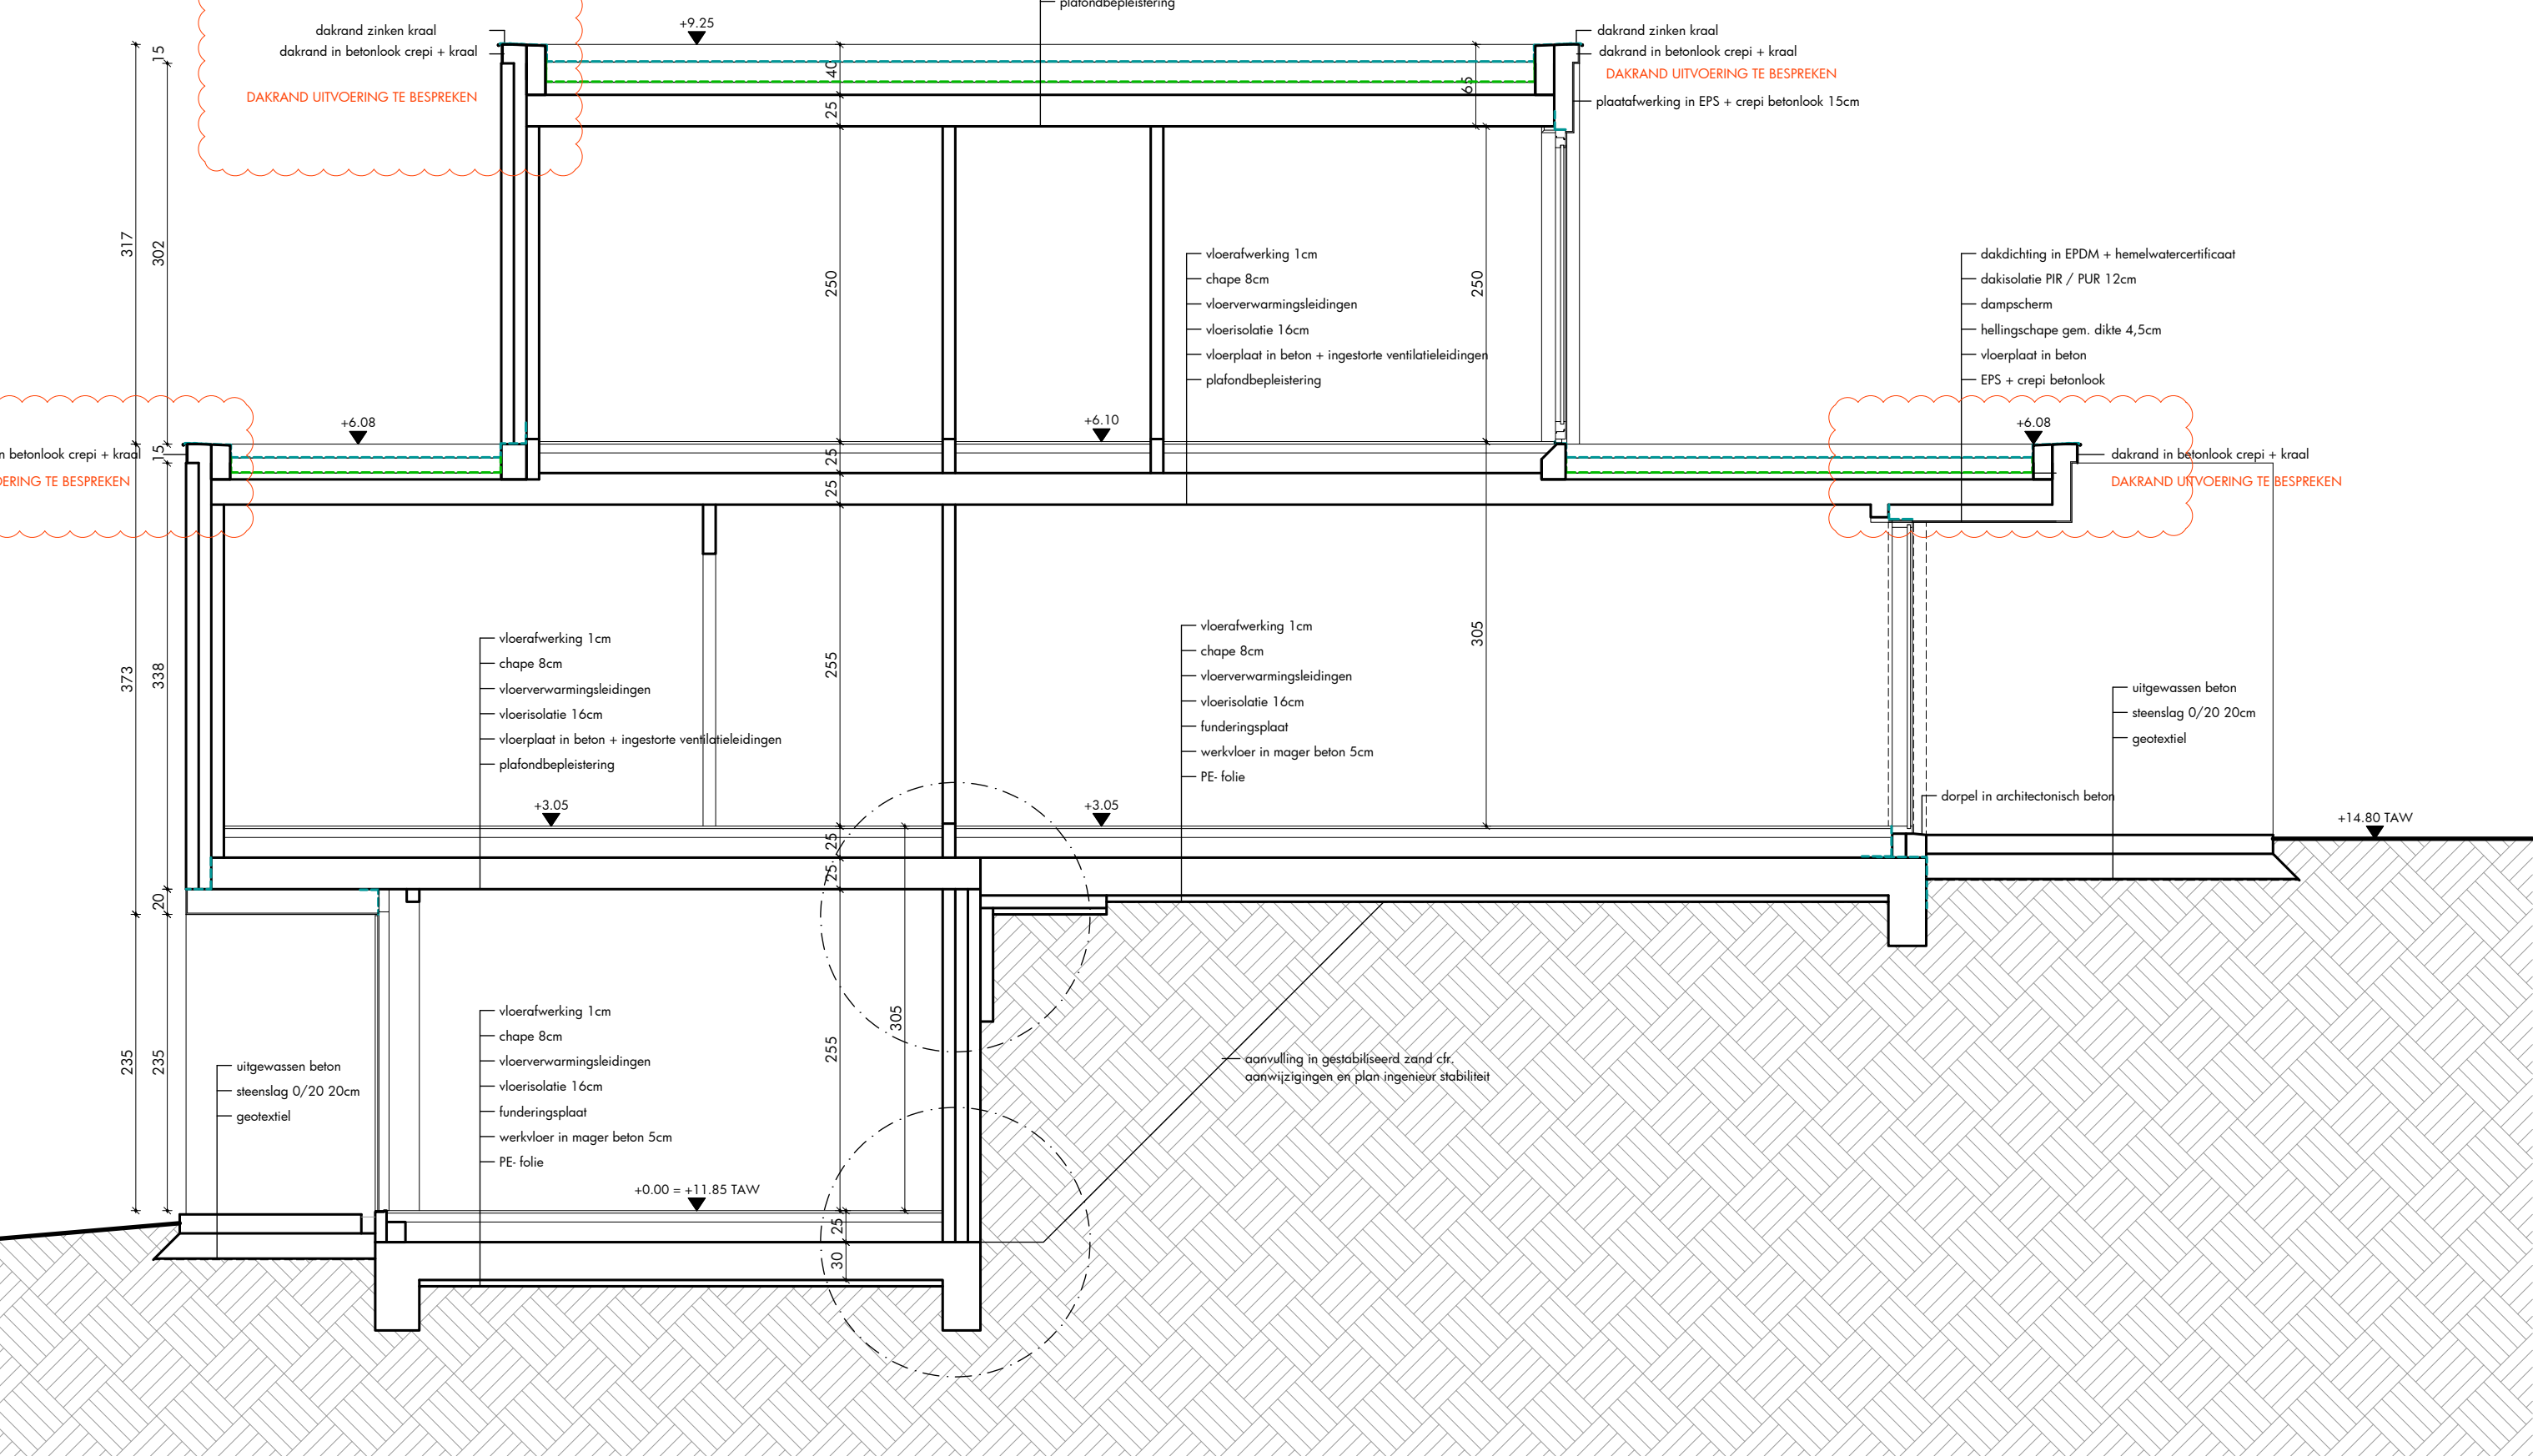 plafondbepleistering
dakrand zinken kraal
dakrand in betonlook crepi + kraal
DAKRAND UITVOERING TE BESPREKEN
+9.25
dakrand zinken kraal
dakrand in betonlook crepi + kraal
DAKRAND UITVOERING TE BESPREKEN
plaatafwerking in EPS + crepi betonlook 15cm
15
40
65
25
317
302
250
250
vloerafwerking 1cm
chape 8cm
vloerverwarmingsleidingen
vloerisolatie 16cm
vloerplaat in beton + ingestorte ventilatieleidingen
plafondbepleistering
dakdichting in EPDM + hemelwatercertificaat
dakisolatie PIR / PUR 12cm
dampscherm
hellingschape gem. dikte 4,5cm
vloerplaat in beton
EPS + crepi betonlook
+6.08
+6.10
+6.08
n betonlook crepi + kraal
ERING TE BESPREKEN
15
25
25
dakrand in betonlook crepi + kraal
DAKRAND UITVOERING TE BESPREKEN
373
338
255
305
vloerafwerking 1cm
chape 8cm
vloerverwarmingsleidingen
vloerisolatie 16cm
vloerplaat in beton + ingestorte ventilatieleidingen
plafondbepleistering
vloerafwerking 1cm
chape 8cm
vloerverwarmingsleidingen
vloerisolatie 16cm
funderingsplaat
werkvloer in mager beton 5cm
PE- folie
uitgewassen beton
steenslag 0/20 20cm
geotextiel
dorpel in architectonisch beton
+3.05
+3.05
+14.80 TAW
25
25
20
235
235
255
305
uitgewassen beton
steenslag 0/20 20cm
geotextiel
vloerafwerking 1cm
chape 8cm
vloerverwarmingsleidingen
vloerisolatie 16cm
funderingsplaat
werkvloer in mager beton 5cm
PE- folie
aanvulling in gestabiliseerd zand cfr.
aanwijzigingen en plan ingenieur stabiliteit
+0.00 = +11.85 TAW
25
30